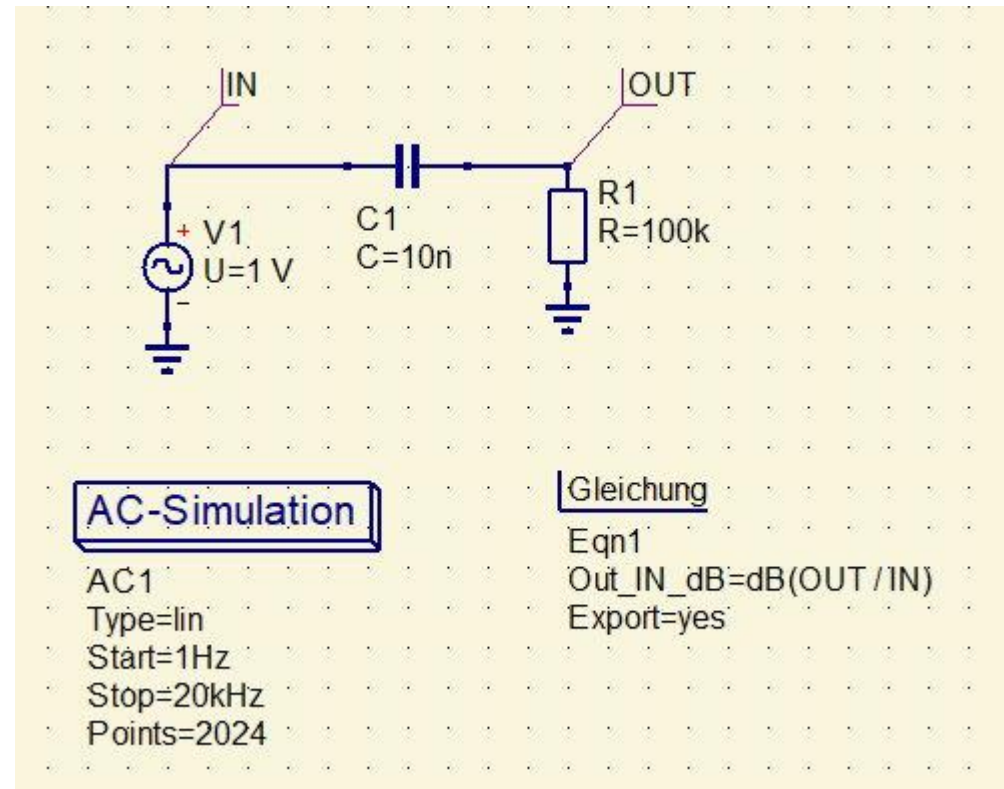 IN
OUT
V1
U=1 V
C1
C=10n
R1
R=100k
AC-Simulation
AC1
Type=lin
Start=1Hz
Stop=20kHz
Points=2024
Gleichung
Eqn1
Out_IN_dB=dB(OUT / IN)
Export=yes